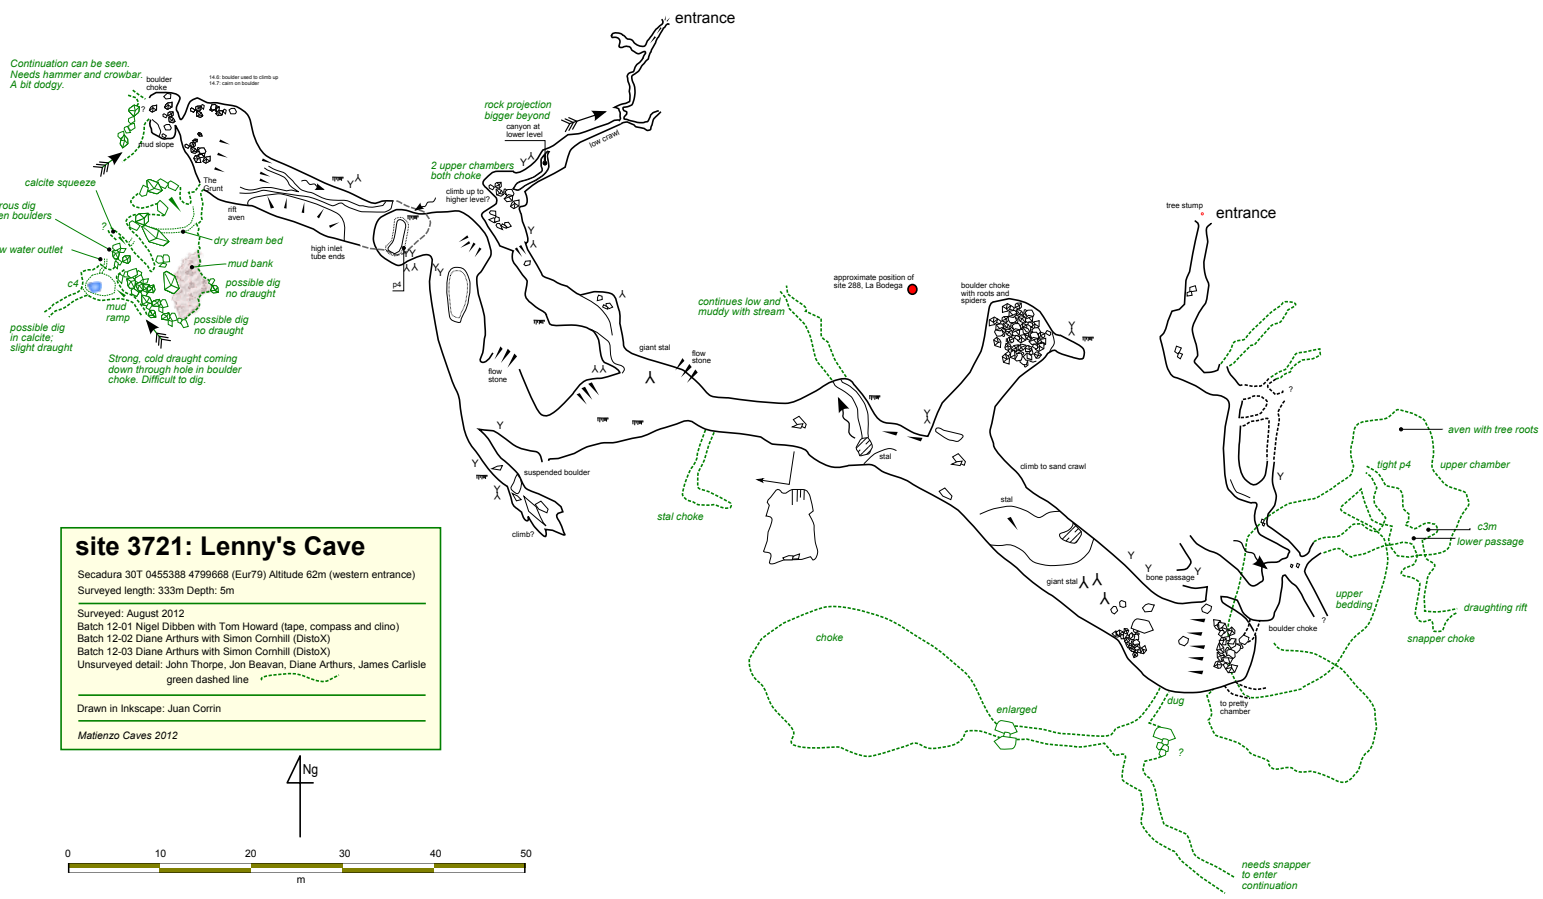 entrance
Continuation can be seen.
Needs hammer and crowbar.
A bit dodgy.
boulder
choke
14.6: boulder used to climb up
14.7: cairn on boulder
?
mud slope
rock projection
bigger beyond
canyon at
lower level
low crawl
2 upper chambers
both choke
climb up to
higher level?
calcite squeeze
The
Grunt
rift
aven
rous dig
en boulders
?
dry stream bed
high inlet
tube ends
w water outlet
mud bank
c4
p4
possible dig
no draught
mud
ramp
possible dig
no draught
possible dig
in calcite;
slight draught
Strong, cold draught coming
down through hole in boulder
choke. Difficult to dig.
flow
stone
giant stal
flow
stone
tree stump
entrance
approximate position of
site 288, La Bodega
boulder choke
with roots and
spiders
continues low and
muddy with stream
?
aven with tree roots
stal
climb to sand crawl
tight p4
upper chamber
suspended boulder
stal choke
climb?
stal
c3m
lower passage
giant stal
bone passage
upper
bedding
draughting rift
boulder choke
?
snapper choke
choke
dug
to pretty
chamber
enlarged
?
needs snapper
to enter
continuation
site 3721: Lenny's Cave
Secadura 30T 0455388 4799668 (Eur79) Altitude 62m (western entrance)
Surveyed length: 333m Depth: 5m
Surveyed: August 2012
Batch 12-01 Nigel Dibben with Tom Howard (tape, compass and clino)
Batch 12-02 Diane Arthurs with Simon Cornhill (DistoX)
Batch 12-03 Diane Arthurs with Simon Cornhill (DistoX)
Unsurveyed detail: John Thorpe, Jon Beavan, Diane Arthurs, James Carlisle
green dashed line
Drawn in Inkscape: Juan Corrin
Matienzo Caves 2012
Ng
0 10 20 30 40 50
m